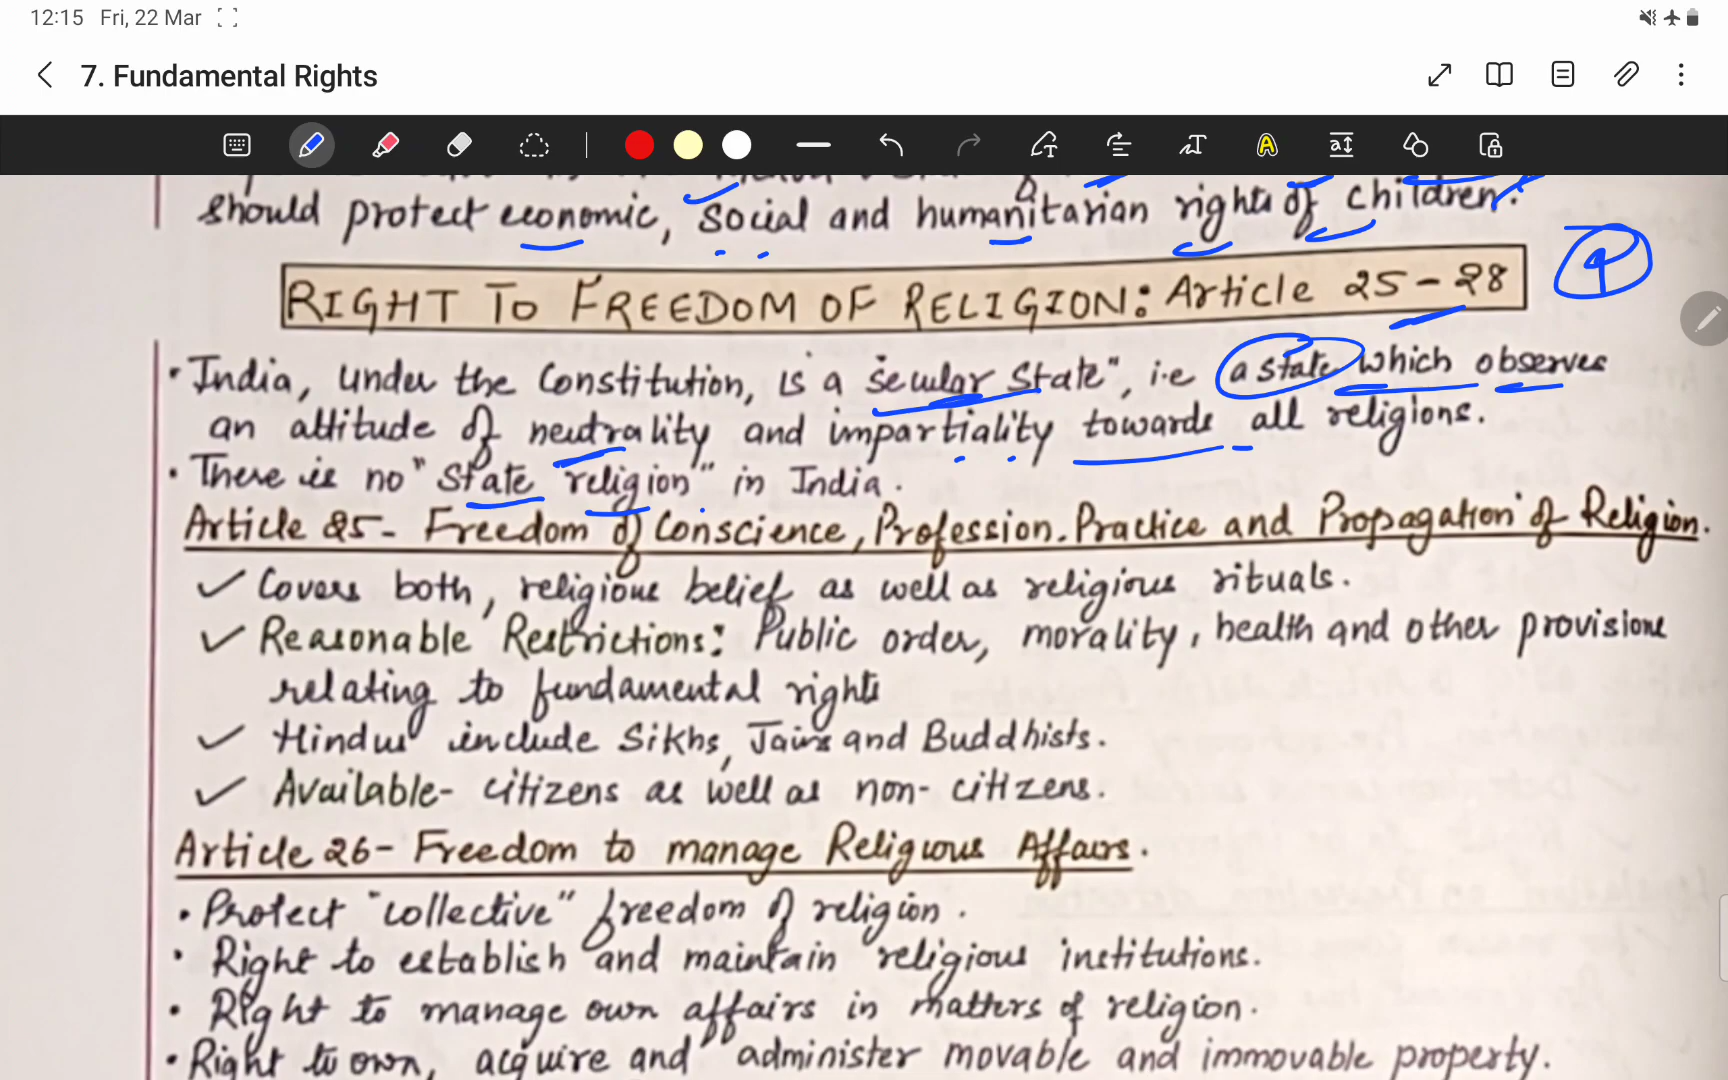 12:15 Fri, 22 Mar
7. Fundamental Rights
should protect economic, social and humanitarian rights of children.
RIGHT TO FREEDOM OF RELIGION: Article 25-28
4
• India, under the Constitution, is a secular State", i.e a state which observes
an attitude of neutrality and impartiality towards all religions.
• There is no "State religion" in India.
Article 25- Freedom of Conscience, Profession. Practice and Propagation of Religion.
✓ Covers both, religious belief as well as religious rituals.
✓ Reasonable Restrictions: Public order, morality, health and other provisions
relating to fundamental rights
✓ Hindus include Sikhs, Jains and Buddhists.
✓ Available- citizens as well as non-citizens.
Article 26- Freedom to manage Religious Affairs.
• Protect "collective" freedom of religion.
• Right to establish and maintain religious institutions.
• Right to manage own affairs in matters of religion.
• Right to own, acquire and administer movable and immovable property.